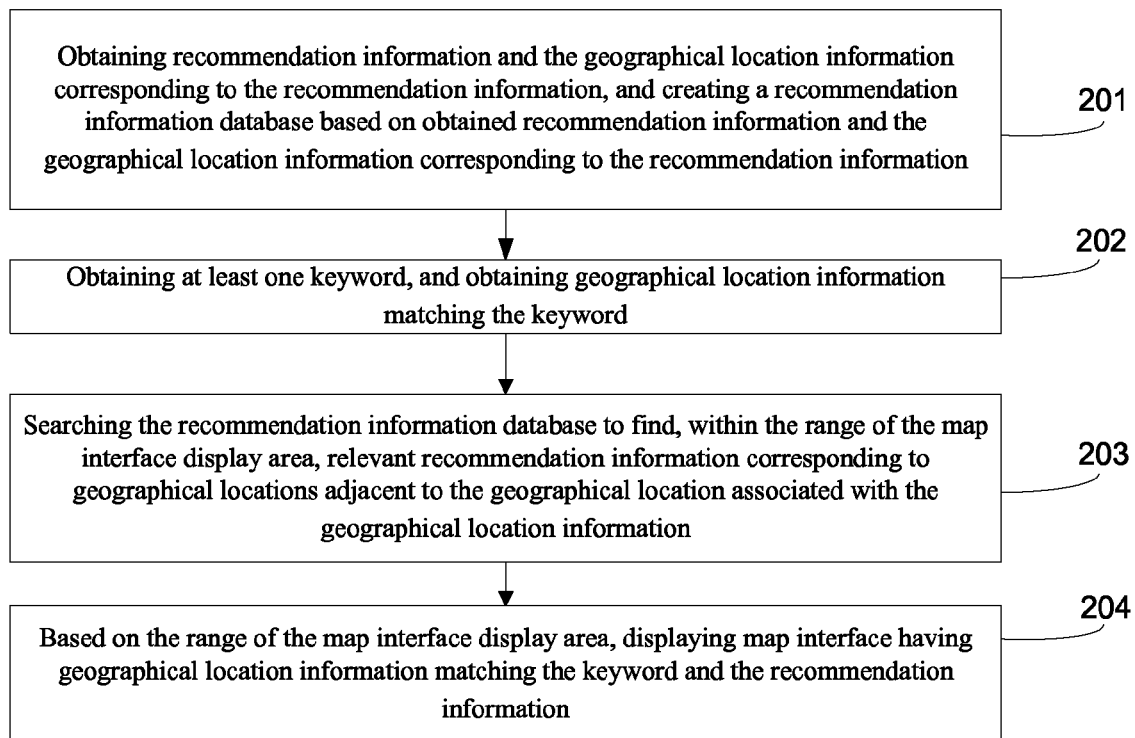 Obtaining recommendation information and the geographical location information
corresponding to the recommendation information, and creating a recommendation
information database based on obtained recommendation information and the
geographical location information corresponding to the recommendation information
201
202
Obtaining at least one keyword, and obtaining geographical location information
matching the keyword
Searching the recommendation information database to find, within the range of the map
interface display area, relevant recommendation information corresponding to
geographical locations adjacent to the geographical location associated with the
geographical location information
203
204
Based on the range of the map interface display area, displaying map interface having
geographical location information matching the keyword and the recommendation
information